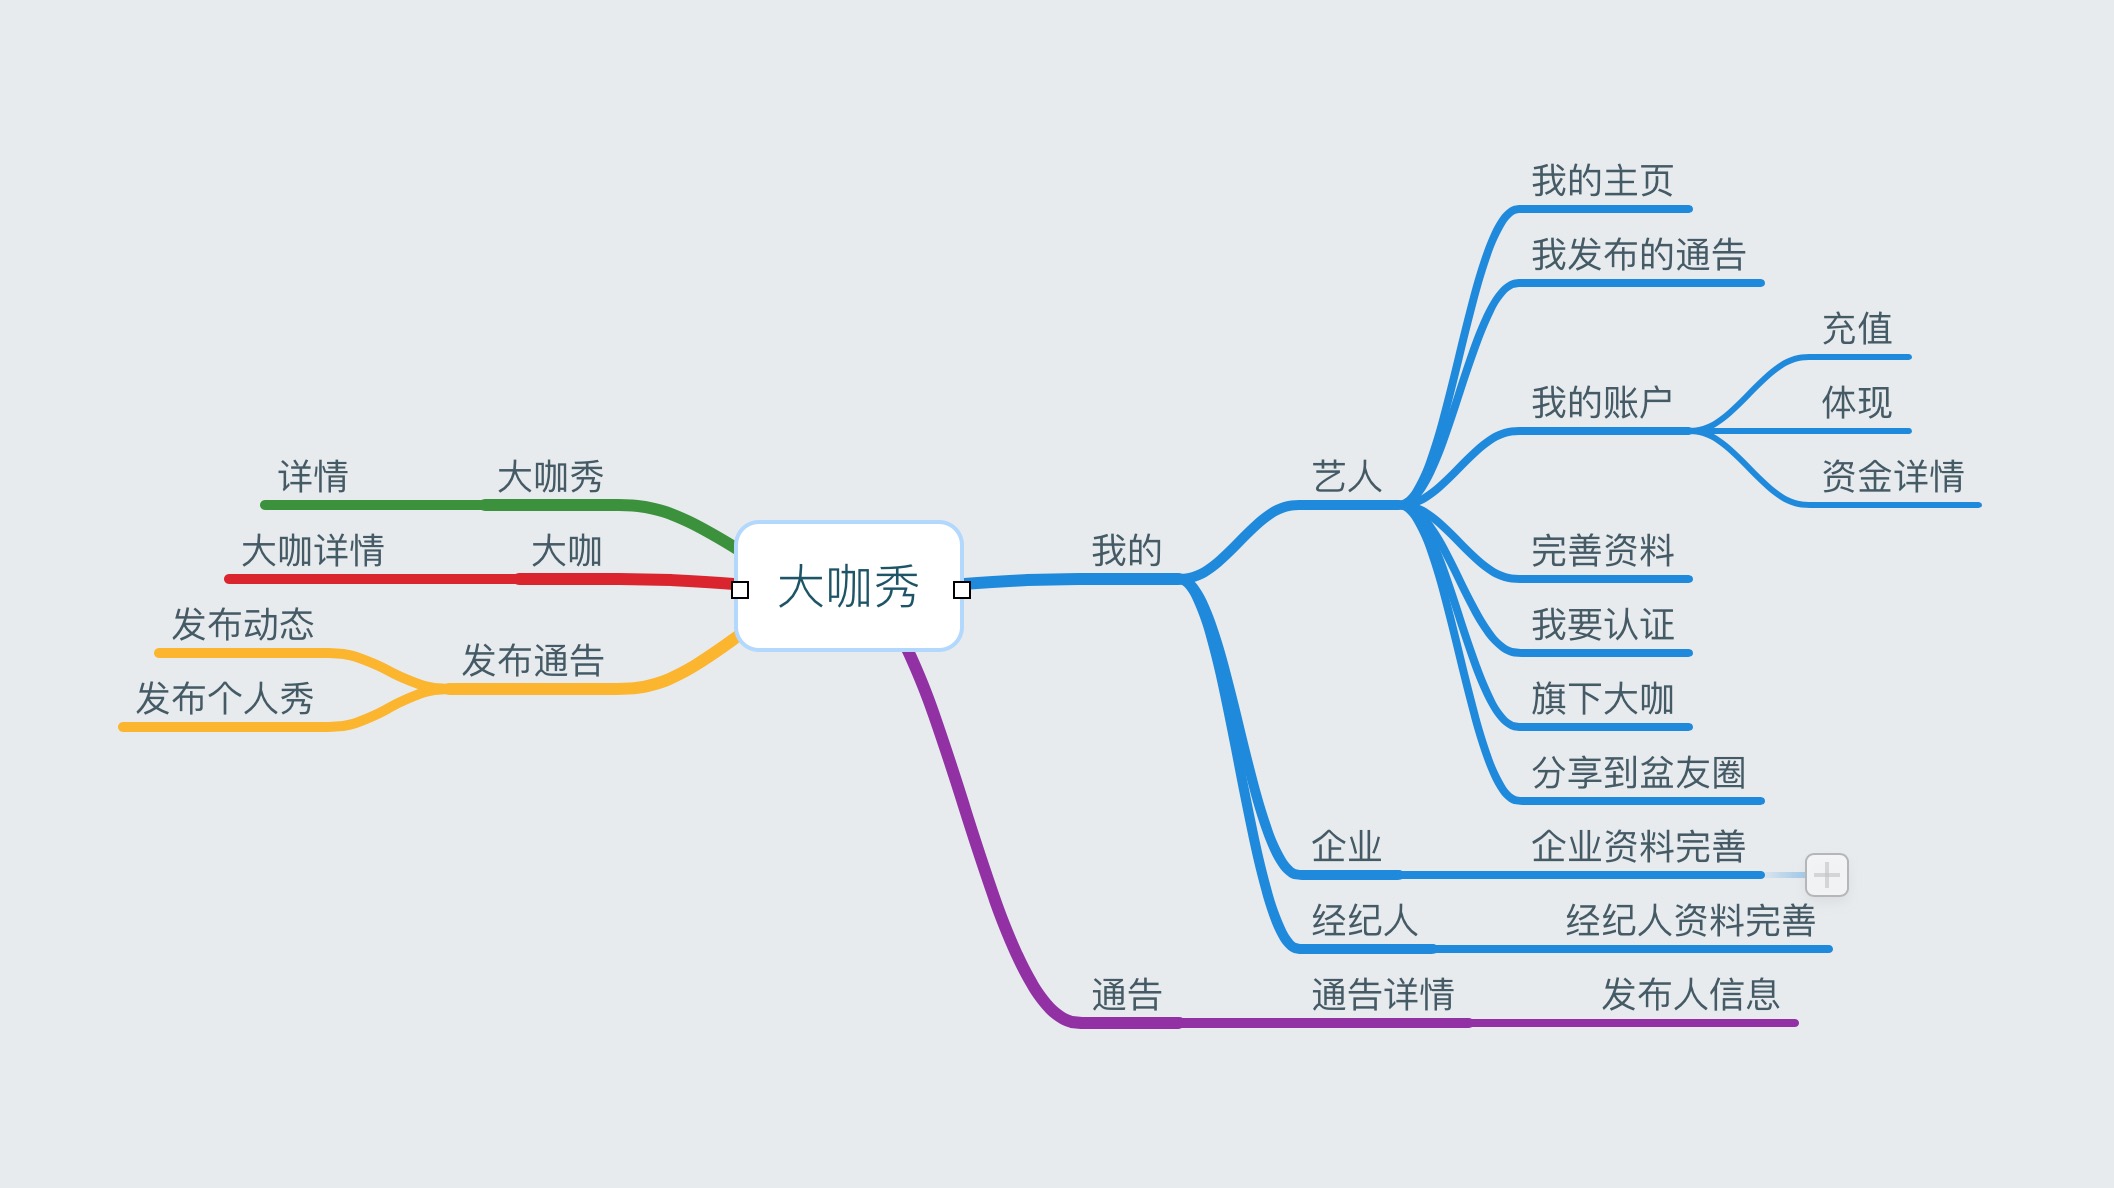 我的主页
我发布的通告
充值
我的账户
体现
详情
大咖秀
艺人
资金详情
大咖详情
大咖
大咖秀
我的
完善资料
发布动态
我要认证
发布通告
发布个人秀
旗下大咖
分享到盆友圈
企业
企业资料完善
经纪人
经纪人资料完善
通告
通告详情
发布人信息